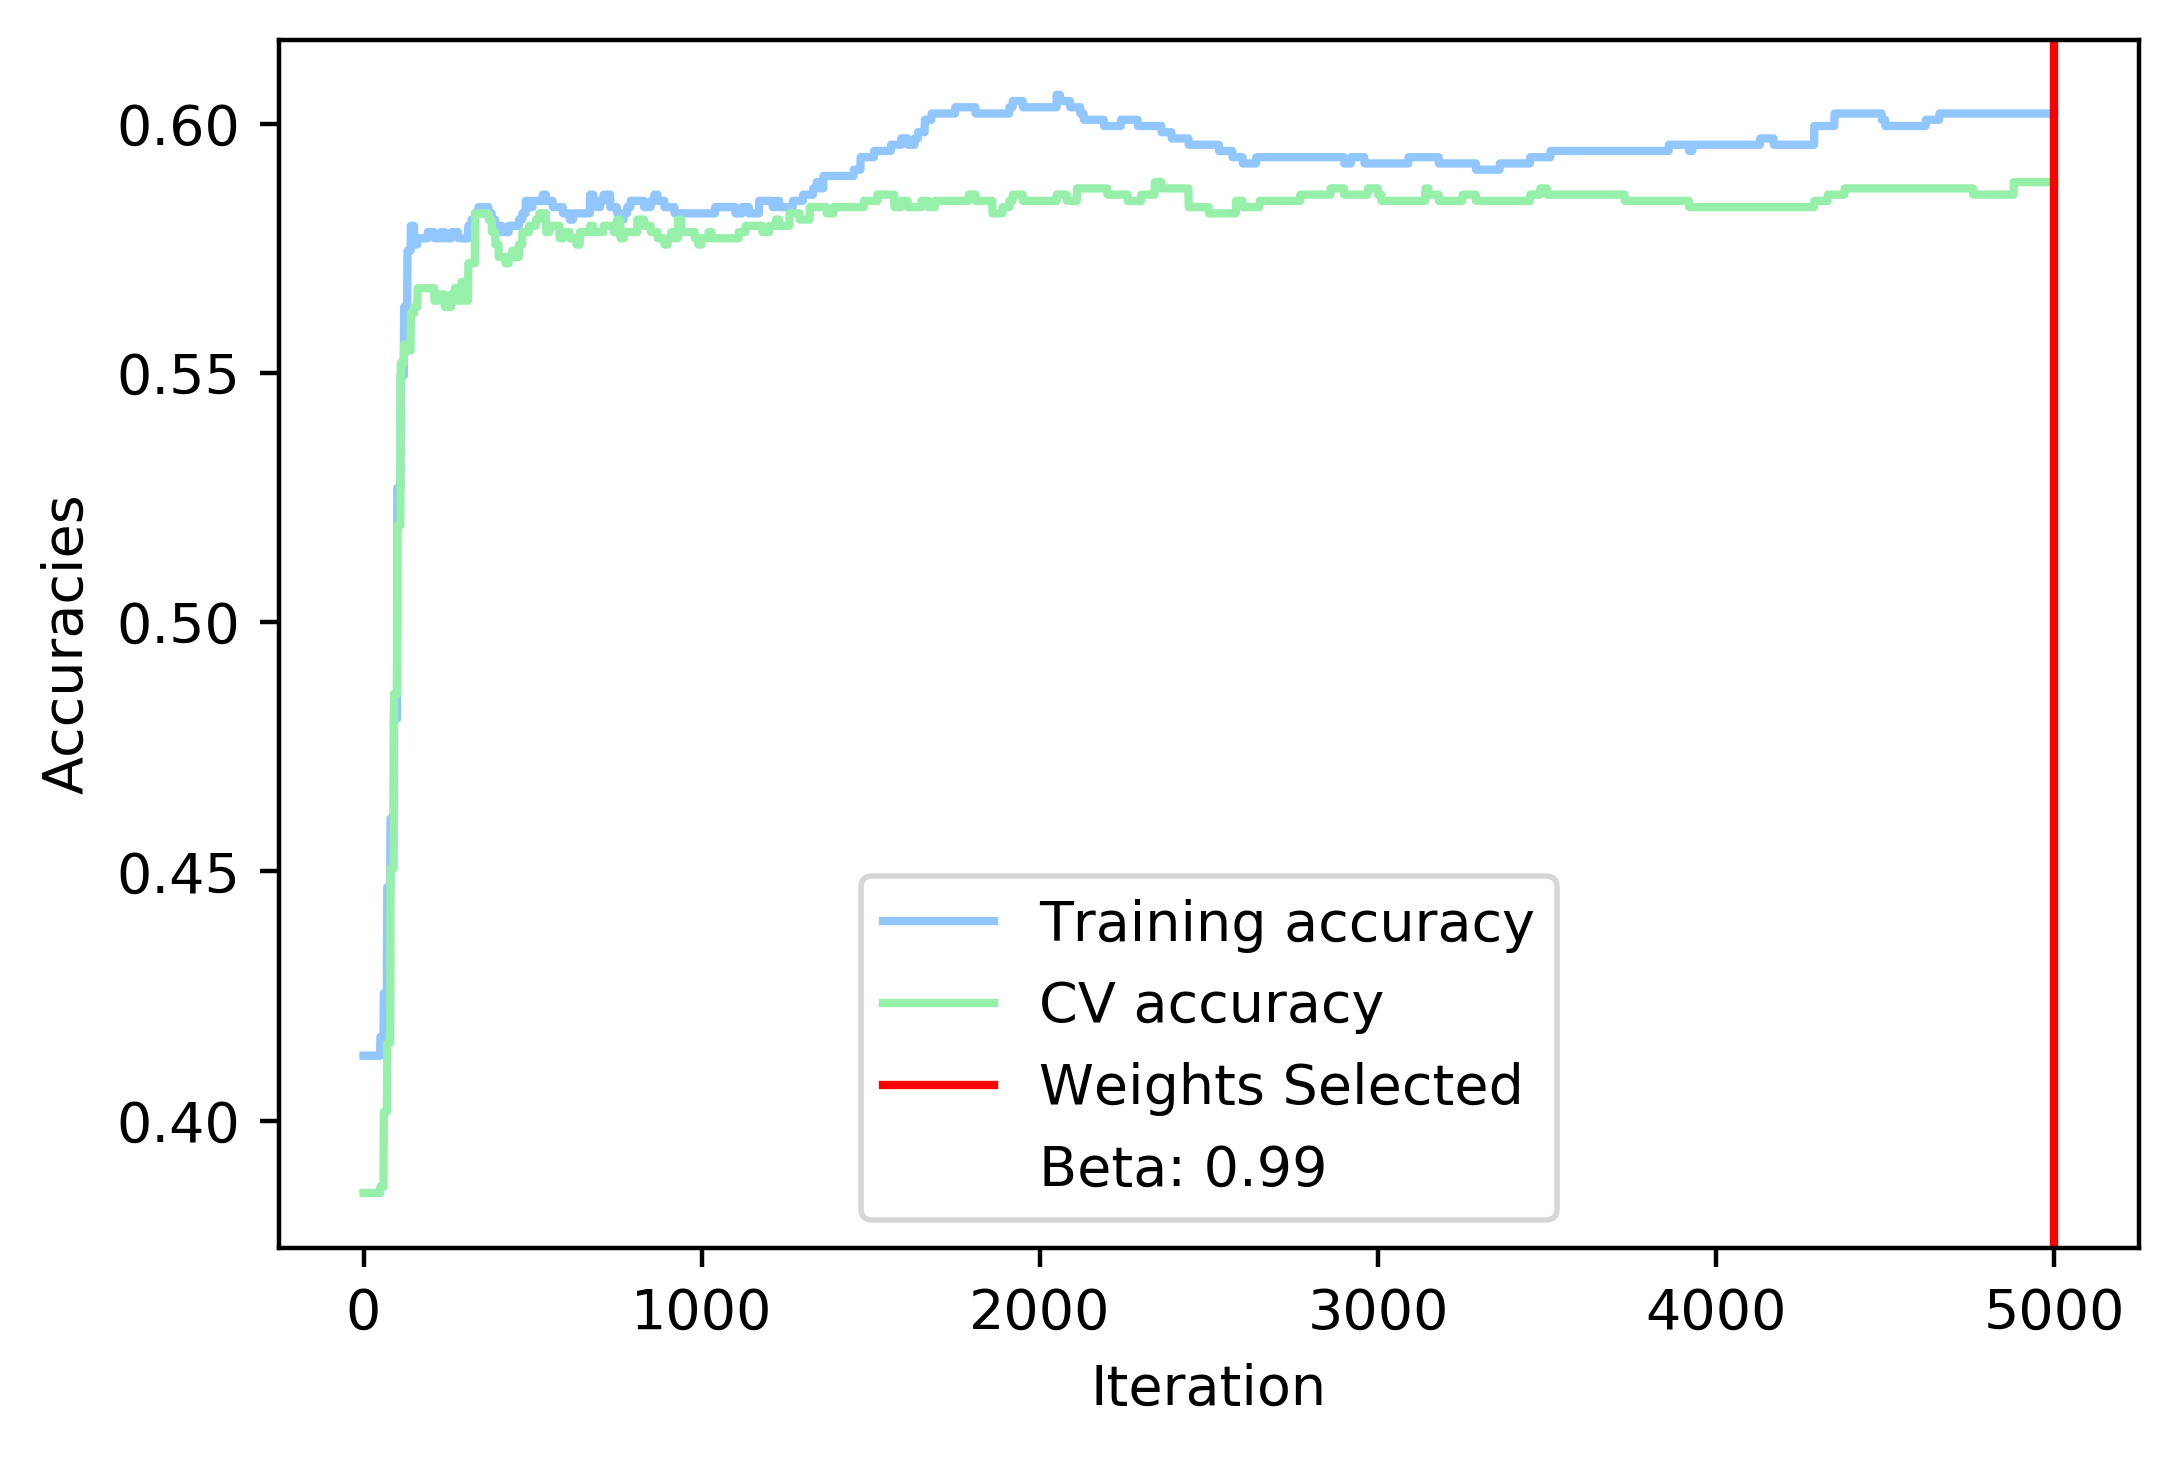 0.60
0.55
0.50
0.45
0.40
Accuracies
Training accuracy
CV accuracy
Weights Selected
Beta: 0.99
0 1000 2000 3000 4000 5000
Iteration